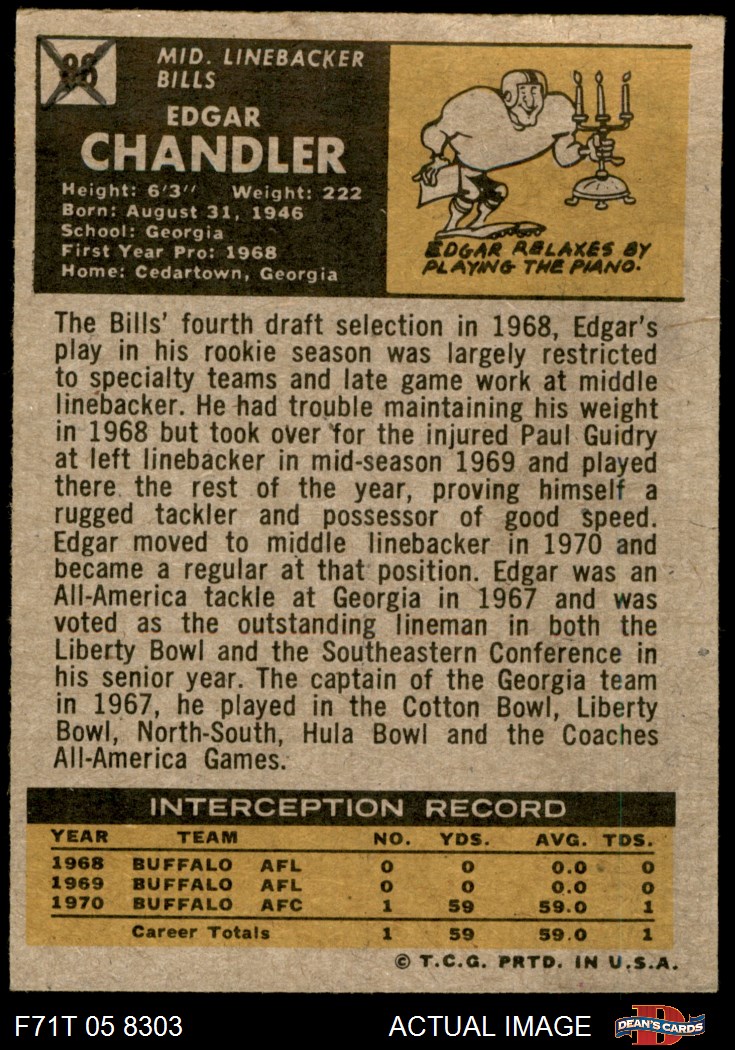 MID. LINEBACKER
BILLS
EDGAR
CHANDLER
Height: 6'3'' Weight: 222
Born: August 31, 1946
School: Georgia
First Year Pro: 1968
Home: Cedartown, Georgia
EDGAR RELAXES BY
PLAYING THE PIANO.
The Bills' fourth draft selection in 1968, Edgar's
play in his rookie season was largely restricted
to specialty teams and late game work at middle
linebacker. He had trouble maintaining his weight
in 1968 but took over for the injured Paul Guidry
at left linebacker in mid-season 1969 and played
there the rest of the year, proving himself a
rugged tackler and possessor of good speed.
Edgar moved to middle linebacker in 1970 and
became a regular at that position. Edgar was an
All-America tackle at Georgia in 1967 and was
voted as the outstanding lineman in both the
Liberty Bowl and the Southeastern Conference in
his senior year. The captain of the Georgia team
in 1967, he played in the Cotton Bowl, Liberty
Bowl, North-South, Hula Bowl and the Coaches
All-America Games.
INTERCEPTION RECORD
YEAR TEAM NO. YDS. AVG. TDS.
1968 BUFFALO AFL 0 0 0.0 0
1969 BUFFALO AFL 0 0 0.0 0
1970 BUFFALO AFC 1 59 59.0 1
Career Totals 1 59 59.0 1
© T.C.G. PRTD. IN U.S.A.
F71T 05 8303 ACTUAL IMAGE D DEAN'S CARDS